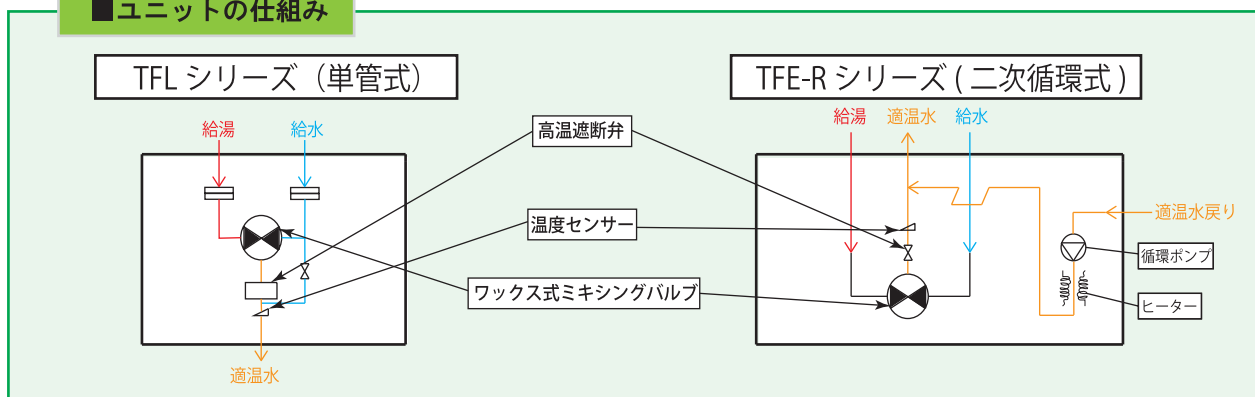 ■ユニットの仕組み
TFL シリーズ（単管式）
給湯
給水
適温水
高温遮断弁
温度センサー
ワックス式ミキシングバルブ
TFE-R シリーズ ( 二次循環式 )
給湯
適温水
給水
適温水戻り
循環ポンプ
ヒーター